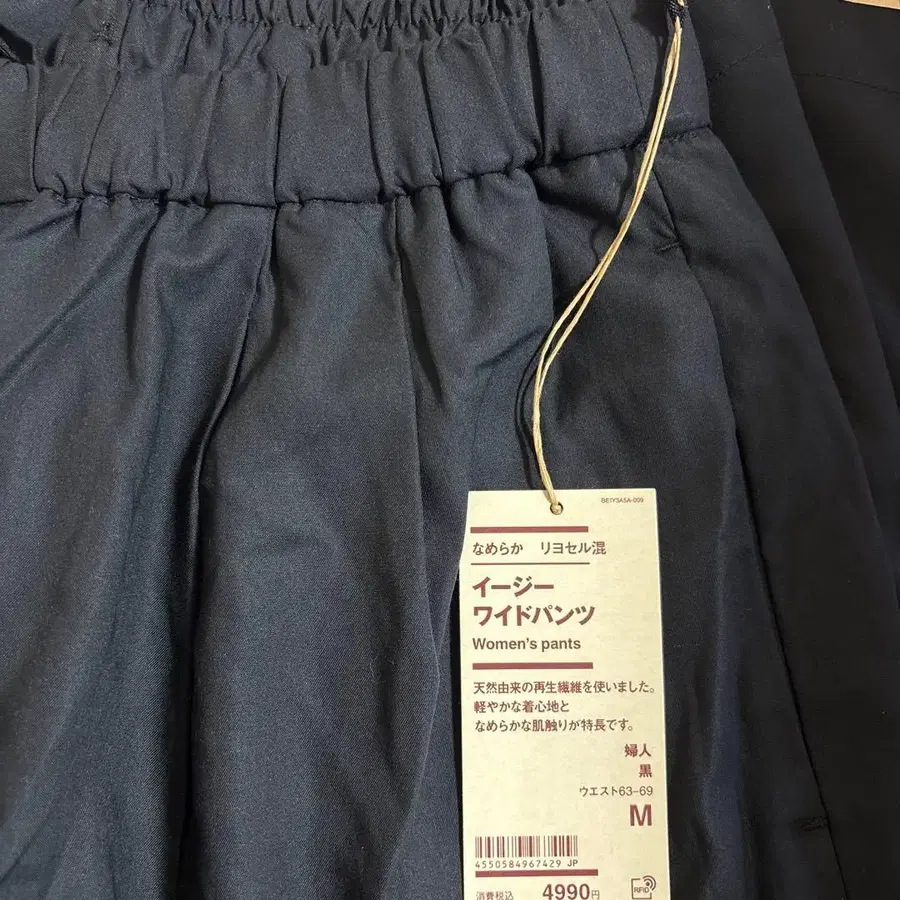 BE1Y3A5A-009
なめらか　リヨセル混
イージー
ワイドパンツ
Women's pants
天然由来の再生繊維を使いました。
軽やかな着心地と
なめらかな肌触りが特長です。
婦人
黒
ウエスト63-69
M
4550584967429 JP
消費税込 4990円
RFID